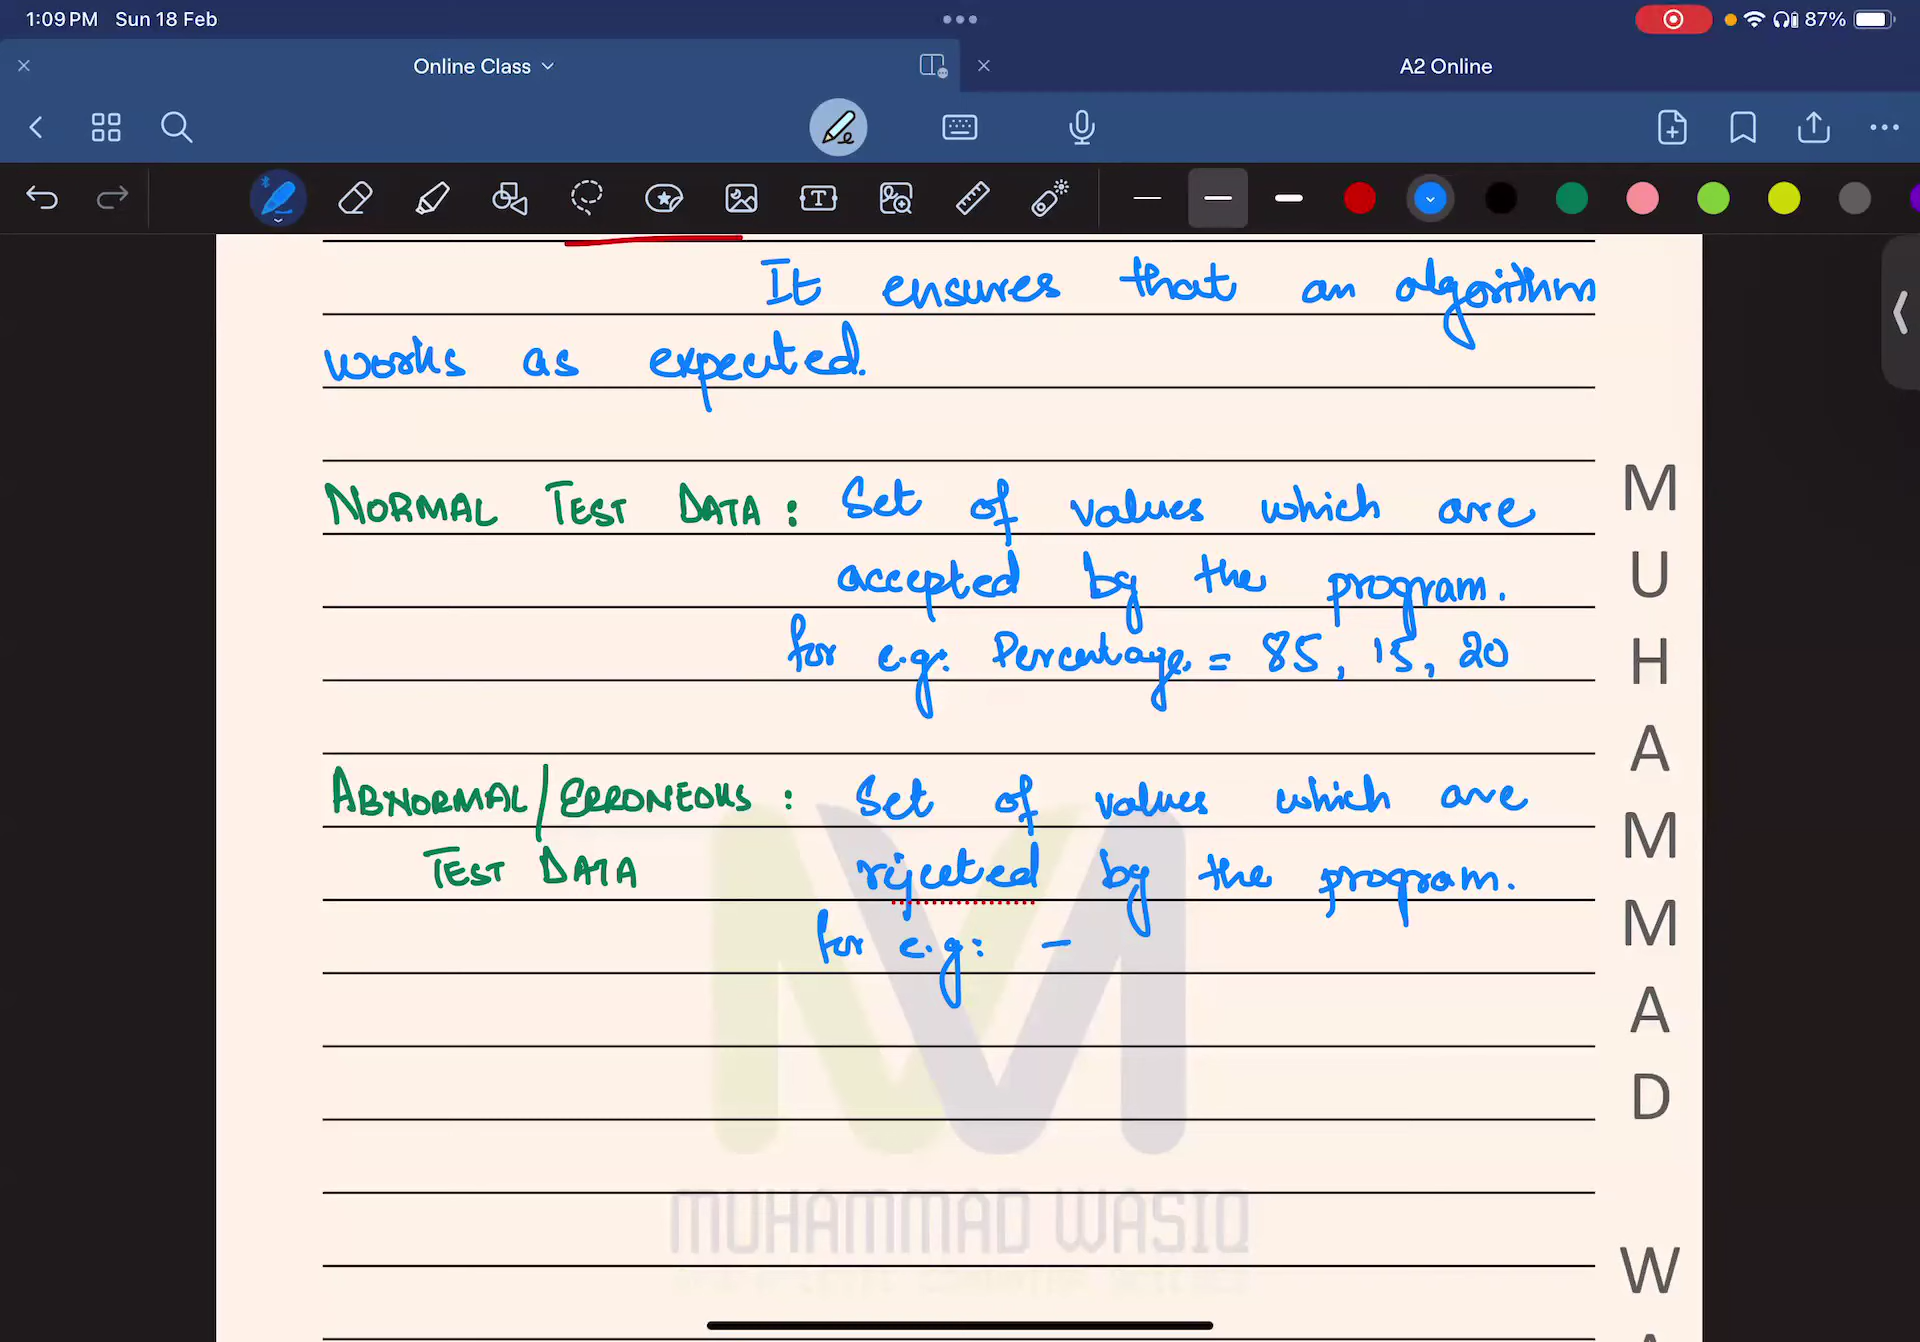 1:09 PM Sun 18 Feb
87%
Online Class
A2 Online
It ensures that an algorithm
works as expected.
NORMAL TEST DATA : Set of values which are
accepted by the program.
for e.g: Percentage = 85, 15, 20
ABNORMAL/ERRONEOUS : Set of values which are
TEST DATA rejected by the program.
for e.g: -
MUHAMMAD WASIQ
M
U
H
A
M
M
A
D
W